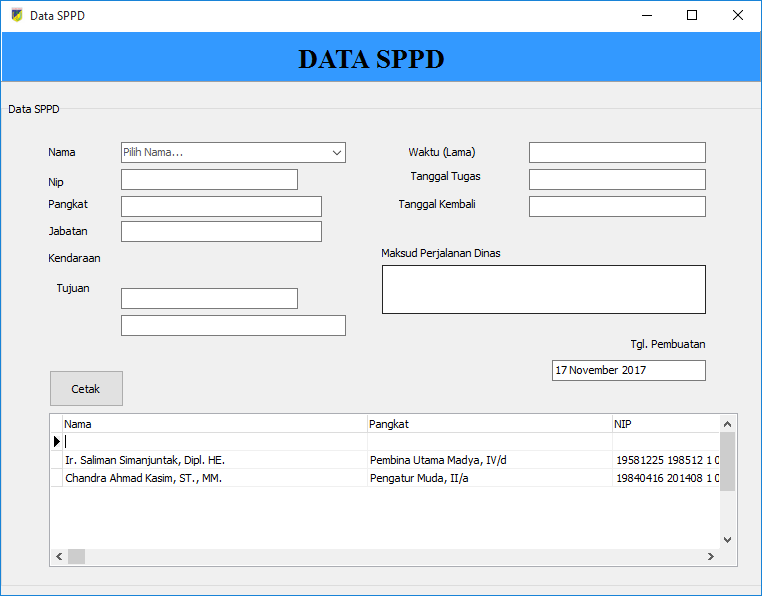 Data SPPD
DATA SPPD
Data SPPD
Nama
Pilih Nama...
Nip
Pangkat
Jabatan
Kendaraan
Tujuan
Waktu (Lama)
Tanggal Tugas
Tanggal Kembali
Maksud Perjalanan Dinas
Tgl. Pembuatan
17 November 2017
Cetak
Nama Pangkat NIP
Ir. Saliman Simanjuntak, Dipl. HE. Pembina Utama Madya, IV/d 19581225 198512 1 0
Chandra Ahmad Kasim, ST., MM. Pengatur Muda, II/a 19840416 201408 1 0